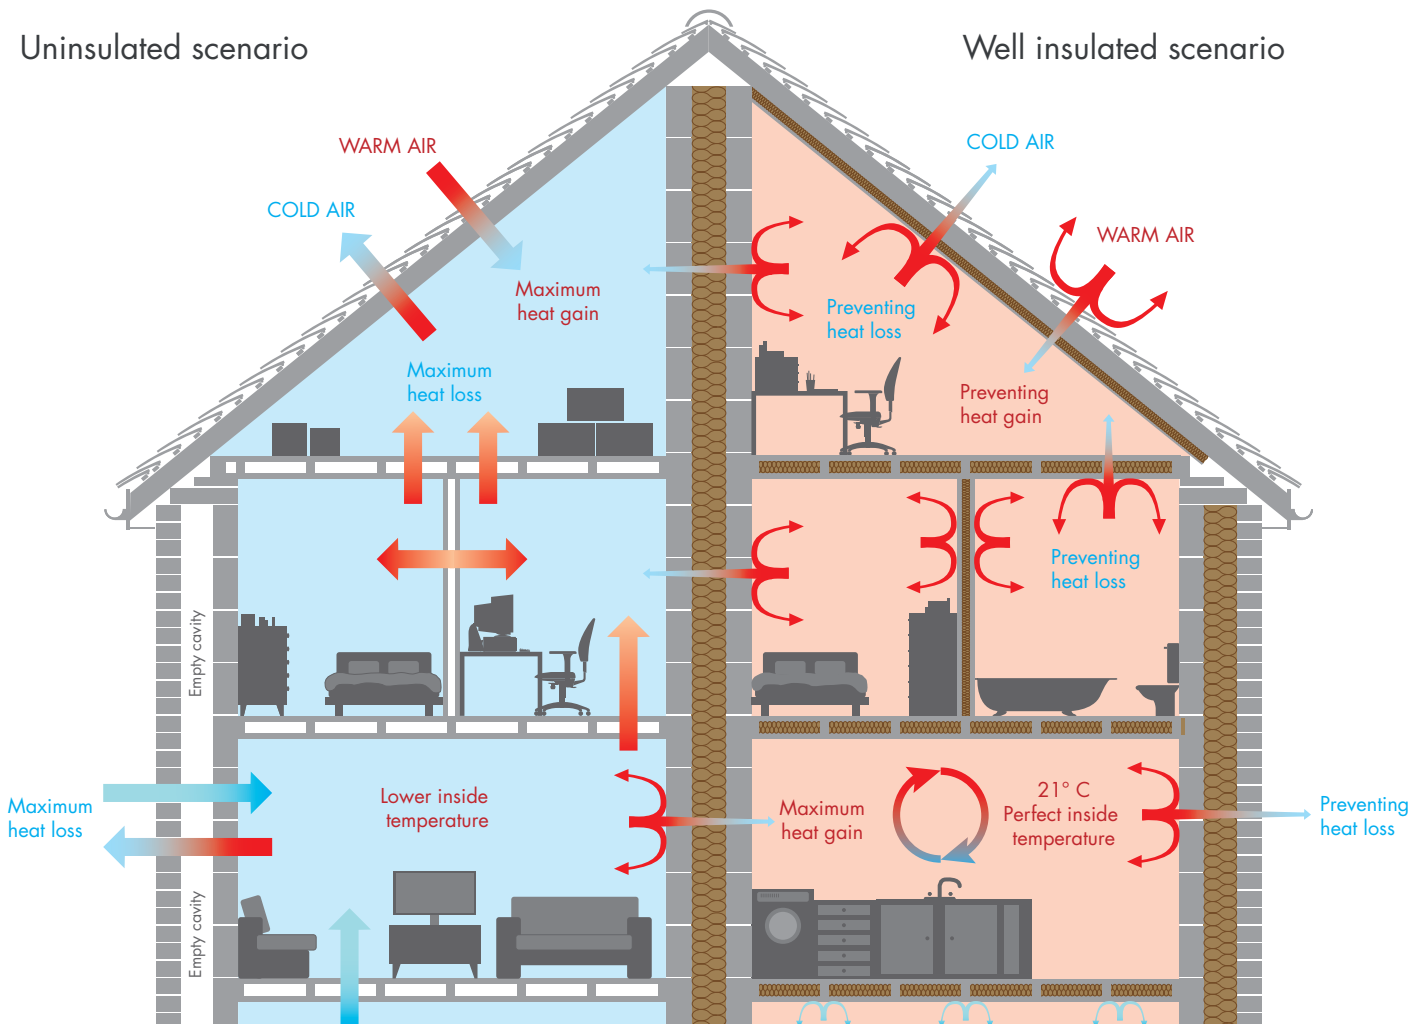 Uninsulated scenario
Well insulated scenario
WARM AIR
COLD AIR
Maximum
heat gain
Maximum
heat loss
COLD AIR
WARM AIR
Preventing
heat loss
Preventing
heat gain
Preventing
heat loss
Empty cavity
Maximum
heat loss
Lower inside
temperature
Maximum
heat gain
21° C
Perfect inside
temperature
Preventing
heat loss
Empty cavity